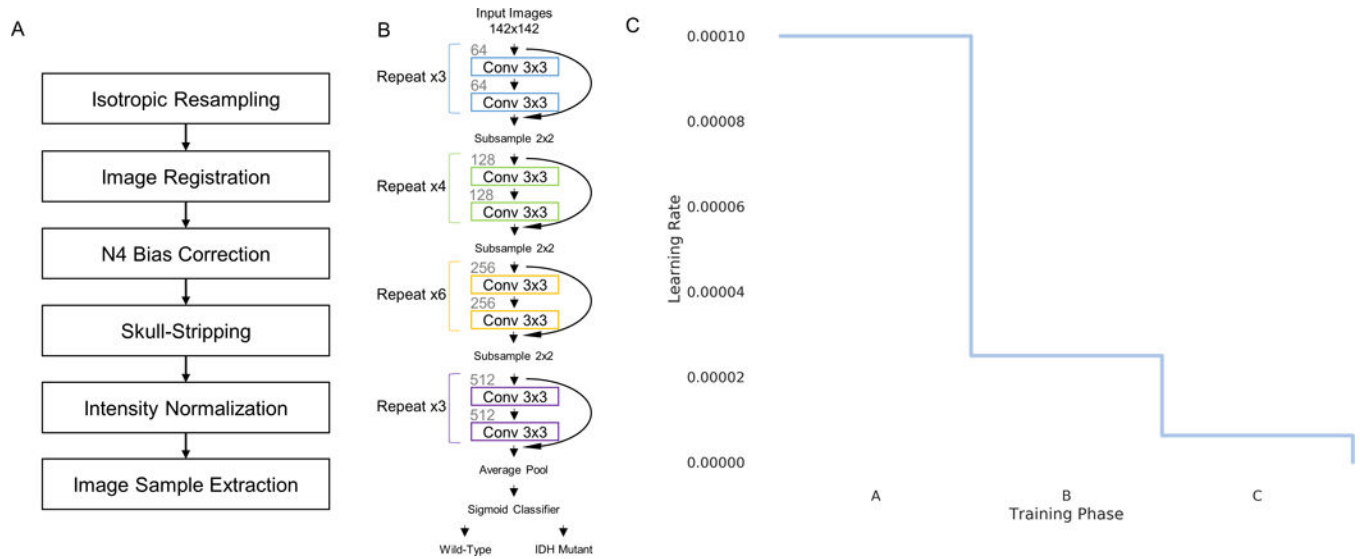 A
Isotropic Resampling
Image Registration
N4 Bias Correction
Skull-Stripping
Intensity Normalization
Image Sample Extraction
B
Input Images
142x142
Repeat x3
64
Conv 3x3
64
Conv 3x3
Subsample 2x2
Repeat x4
128
Conv 3x3
128
Conv 3x3
Subsample 2x2
Repeat x6
256
Conv 3x3
256
Conv 3x3
Subsample 2x2
Repeat x3
512
Conv 3x3
512
Conv 3x3
Average Pool
Sigmoid Classifier
Wild-Type IDH Mutant
C
Learning Rate
0.00010
0.00008
0.00006
0.00004
0.00002
0.00000
A B C
Training Phase